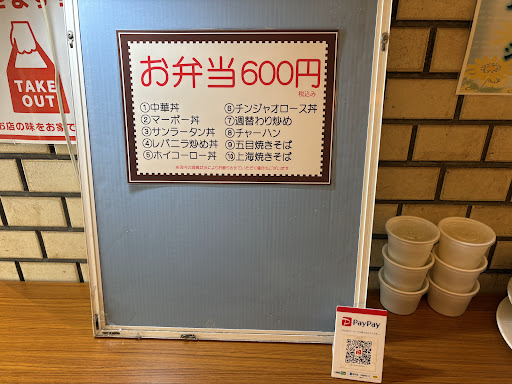 TAKE
OUT
お店の味をお家で
お弁当600円
税込み
①中華丼
②マーボー丼
③サンラータン丼
④レバニラ炒め丼
⑤ホイコーロー丼
⑥チンジャオロース丼
⑦週替わり炒め
⑧チャーハン
⑨五目焼きそば
⑩上海焼きそば
PayPay